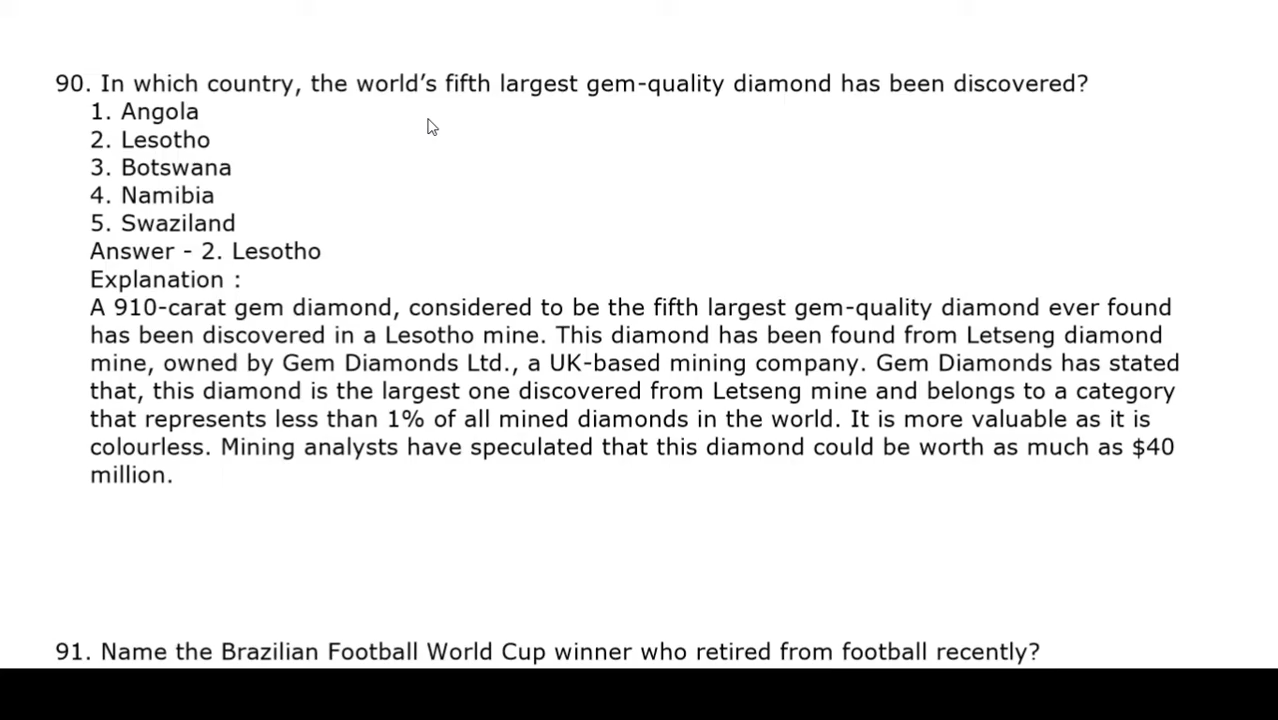 90. In which country, the world’s fifth largest gem-quality diamond has been discovered?
1. Angola
2. Lesotho
3. Botswana
4. Namibia
5. Swaziland
Answer - 2. Lesotho
Explanation :
A 910-carat gem diamond, considered to be the fifth largest gem-quality diamond ever found
has been discovered in a Lesotho mine. This diamond has been found from Letseng diamond
mine, owned by Gem Diamonds Ltd., a UK-based mining company. Gem Diamonds has stated
that, this diamond is the largest one discovered from Letseng mine and belongs to a category
that represents less than 1% of all mined diamonds in the world. It is more valuable as it is
colourless. Mining analysts have speculated that this diamond could be worth as much as $40
million.
91. Name the Brazilian Football World Cup winner who retired from football recently?